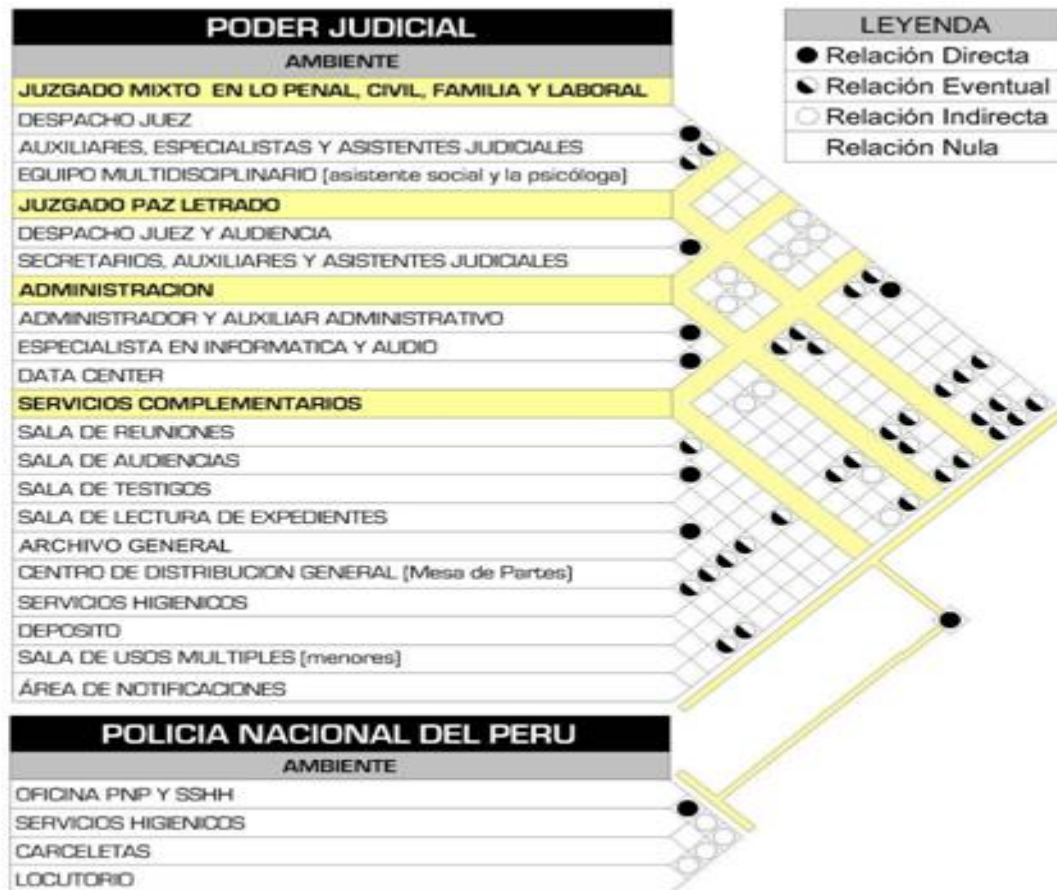 PODER JUDICIAL
AMBIENTE
JUZGADO MIXTO EN LO PENAL, CIVIL, FAMILIA Y LABORAL
DESPACHO JUEZ
AUXILIARES, ESPECIALISTAS Y ASISTENTES JUDICIALES
EQUIPO MULTIDISCIPLINARIO [asistente social y la psicóloga]
JUZGADO PAZ LETRADO
DESPACHO JUEZ Y AUDIENCIA
SECRETARIOS, AUXILIARES Y ASISTENTES JUDICIALES
ADMINISTRACION
ADMINISTRADOR Y AUXILIAR ADMINISTRATIVO
ESPECIALISTA EN INFORMATICA Y AUDIO
DATA CENTER
SERVICIOS COMPLEMENTARIOS
SALA DE REUNIONES
SALA DE AUDIENCIAS
SALA DE TESTIGOS
SALA DE LECTURA DE EXPEDIENTES
ARCHIVO GENERAL
CENTRO DE DISTRIBUCION GENERAL [Mesa de Partes]
SERVICIOS HIGIENICOS
DEPOSITO
SALA DE USOS MULTIPLES [menores]
ÁREA DE NOTIFICACIONES
LEYENDA
Relación Directa
Relación Eventual
Relación Indirecta
Relación Nula
POLICIA NACIONAL DEL PERU
AMBIENTE
OFICINA PNP Y SSHH
SERVICIOS HIGIENICOS
CARCELETAS
LOCUTORIO